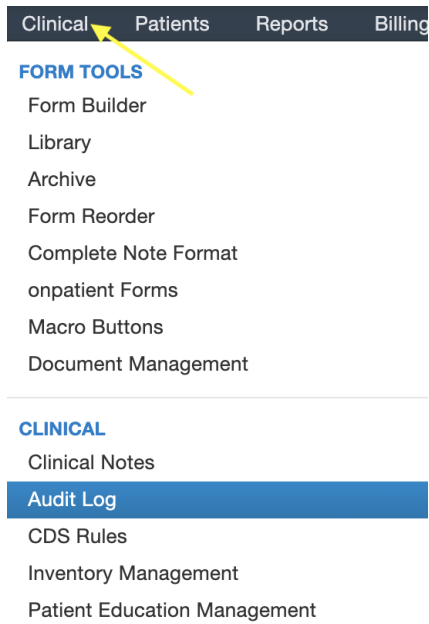 Clinical Patients Reports Billing
FORM TOOLS
Form Builder
Library
Archive
Form Reorder
Complete Note Format
onpatient Forms
Macro Buttons
Document Management
CLINICAL
Clinical Notes
Audit Log
CDS Rules
Inventory Management
Patient Education Management